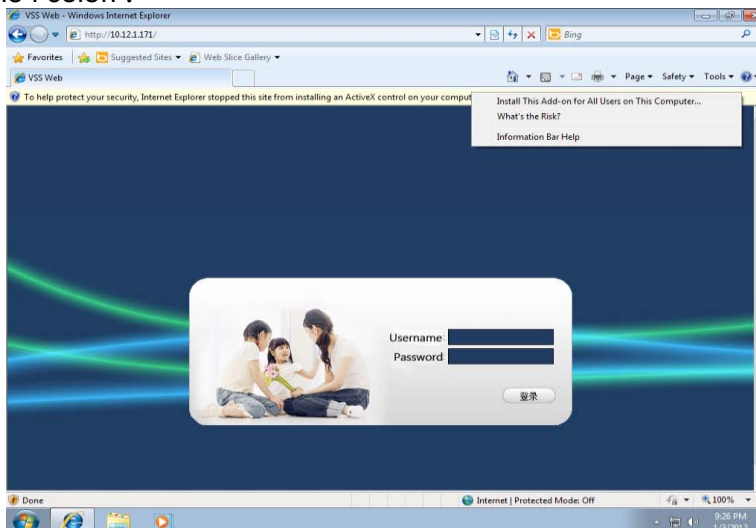 VSS Web - Windows Internet Explorer
http://10.12.1.171/
Bing
Favorites
Suggested Sites
Web Slice Gallery
VSS Web
Page
Safety
Tools
To help protect your security, Internet Explorer stopped this site from installing an ActiveX control on your comput
Install This Add-on for All Users on This Computer...
What's the Risk?
Information Bar Help
Username:
Password:
登录
Done
Internet | Protected Mode: Off
100%
9:26 PM